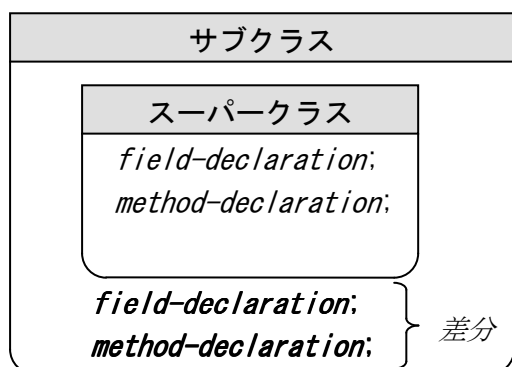 サブクラス
スーパークラス
field-declaration;
method-declaration;
field-declaration;
method-declaration;
差分